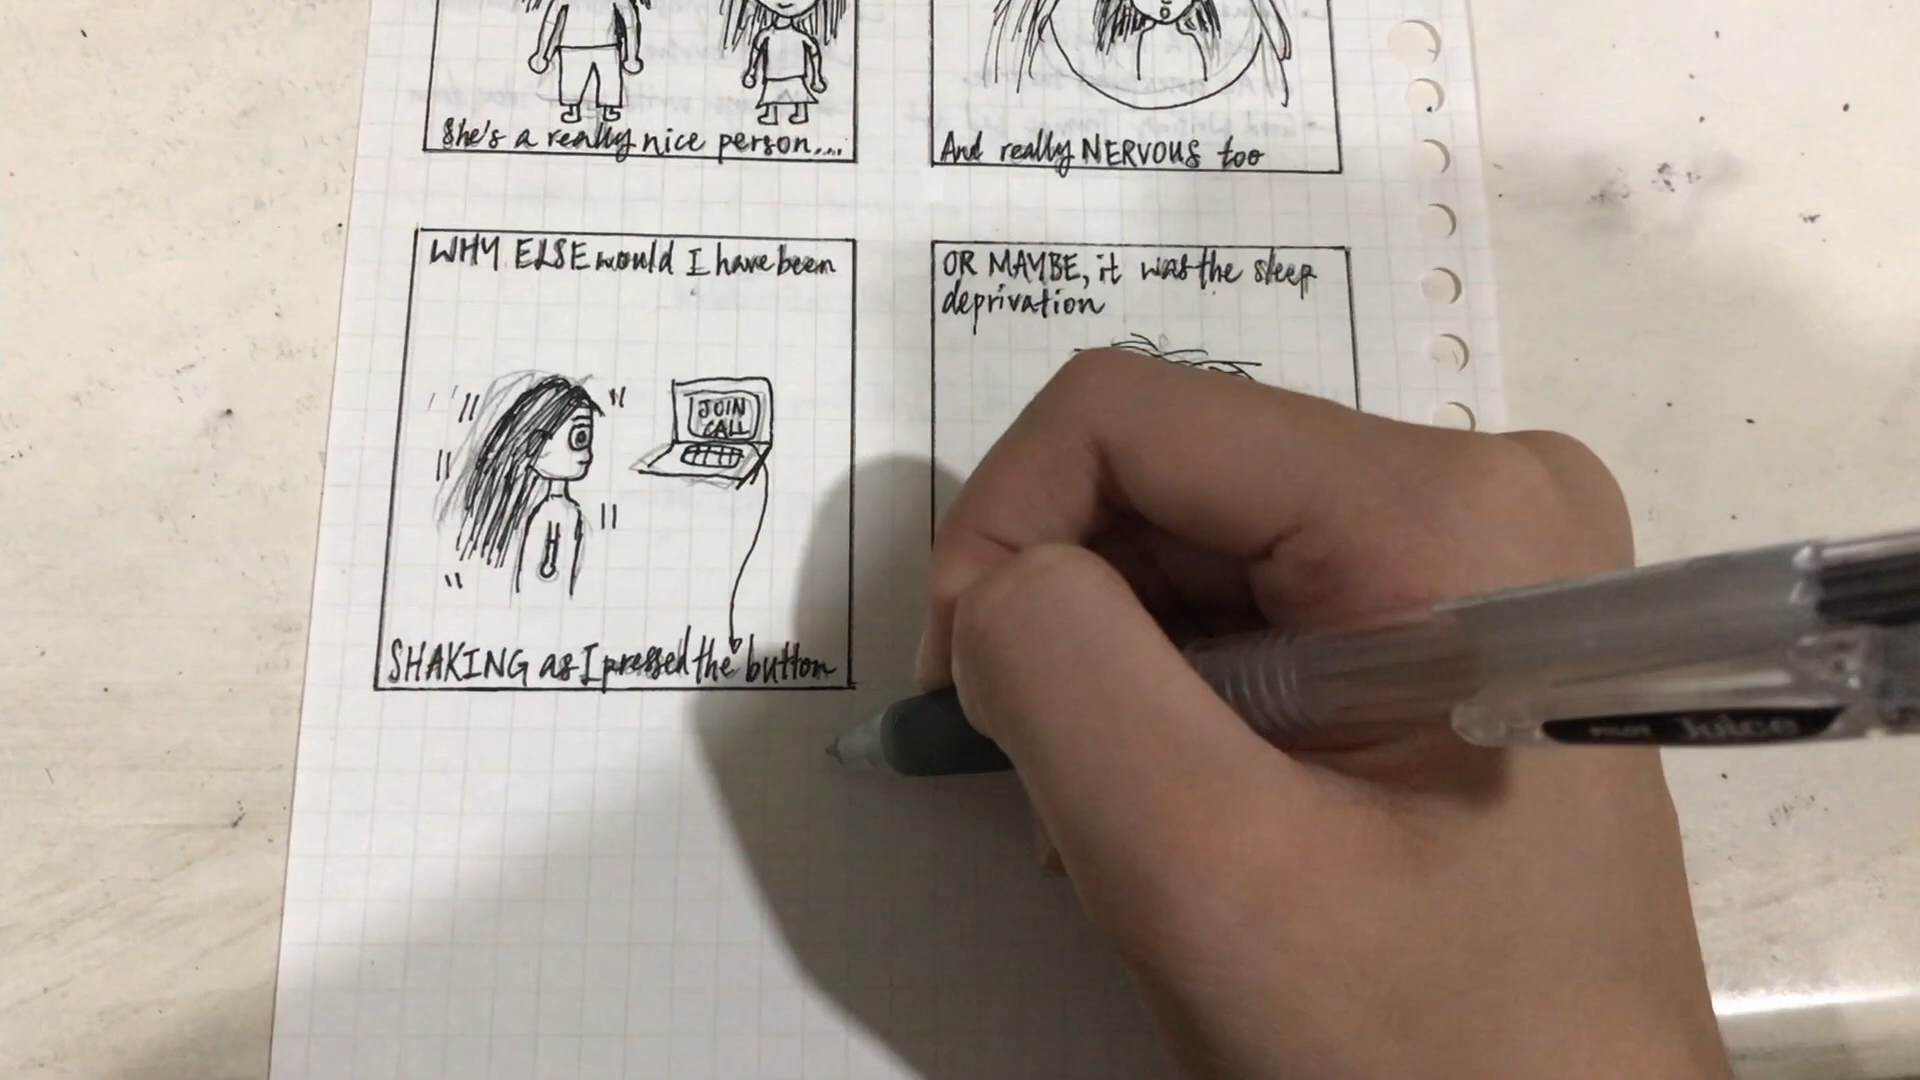 She's a really nice person....
And really NERVOUS too
WHY ELSE would I have been
JOIN
CALL
SHAKING as I pressed the button
OR MAYBE, it was the sleep
deprivation
PILOT Juice